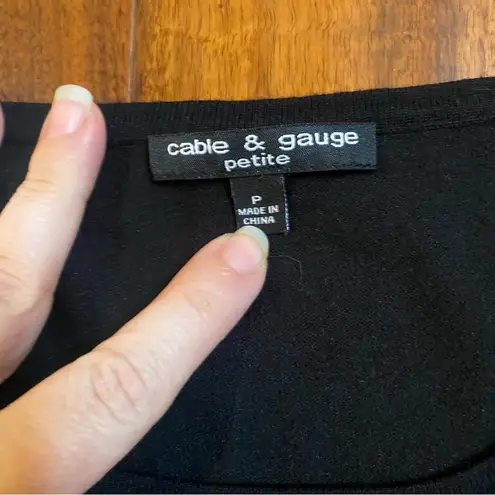 cable & gauge
petite
P
MADE IN
CHINA